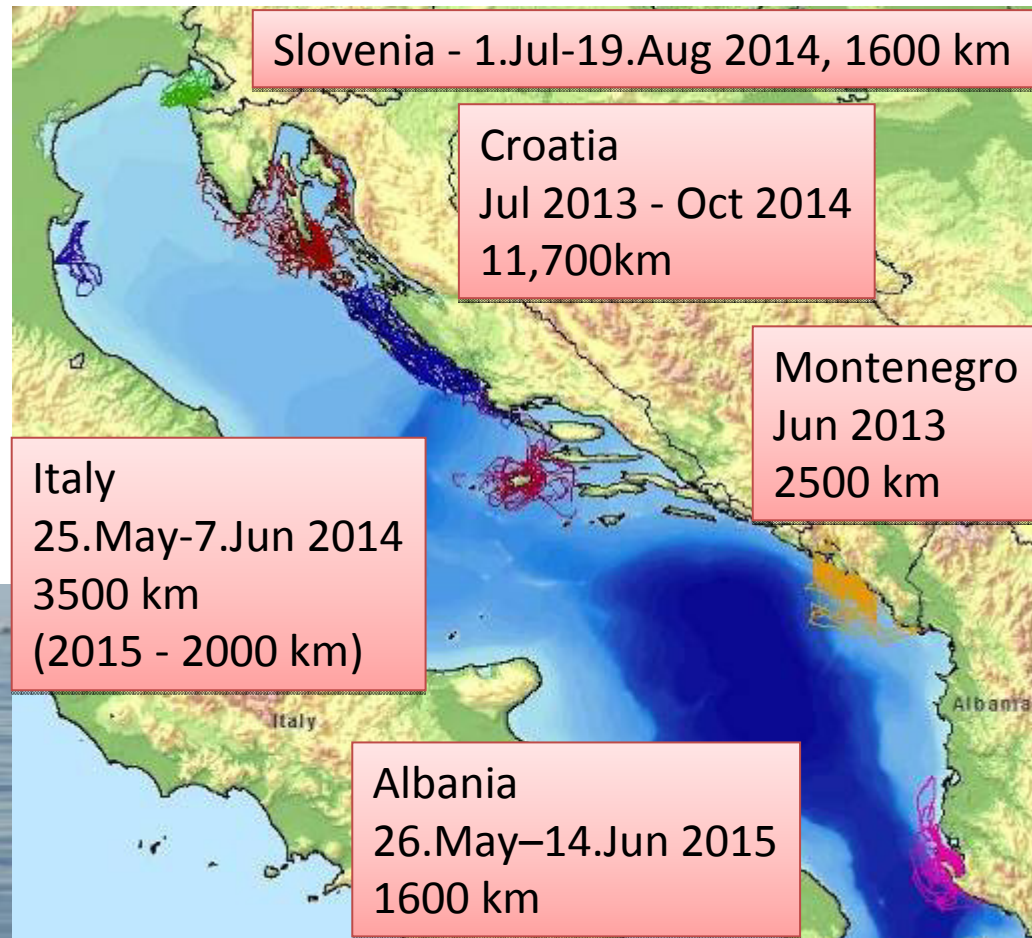 Slovenia - 1.Jul-19.Aug 2014, 1600 km
Croatia
Jul 2013 - Oct 2014
11,700km
Montenegro
Jun 2013
2500 km
Italy
25.May-7.Jun 2014
3500 km
(2015 - 2000 km)
Italy
Albania
Albania
26.May–14.Jun 2015
1600 km